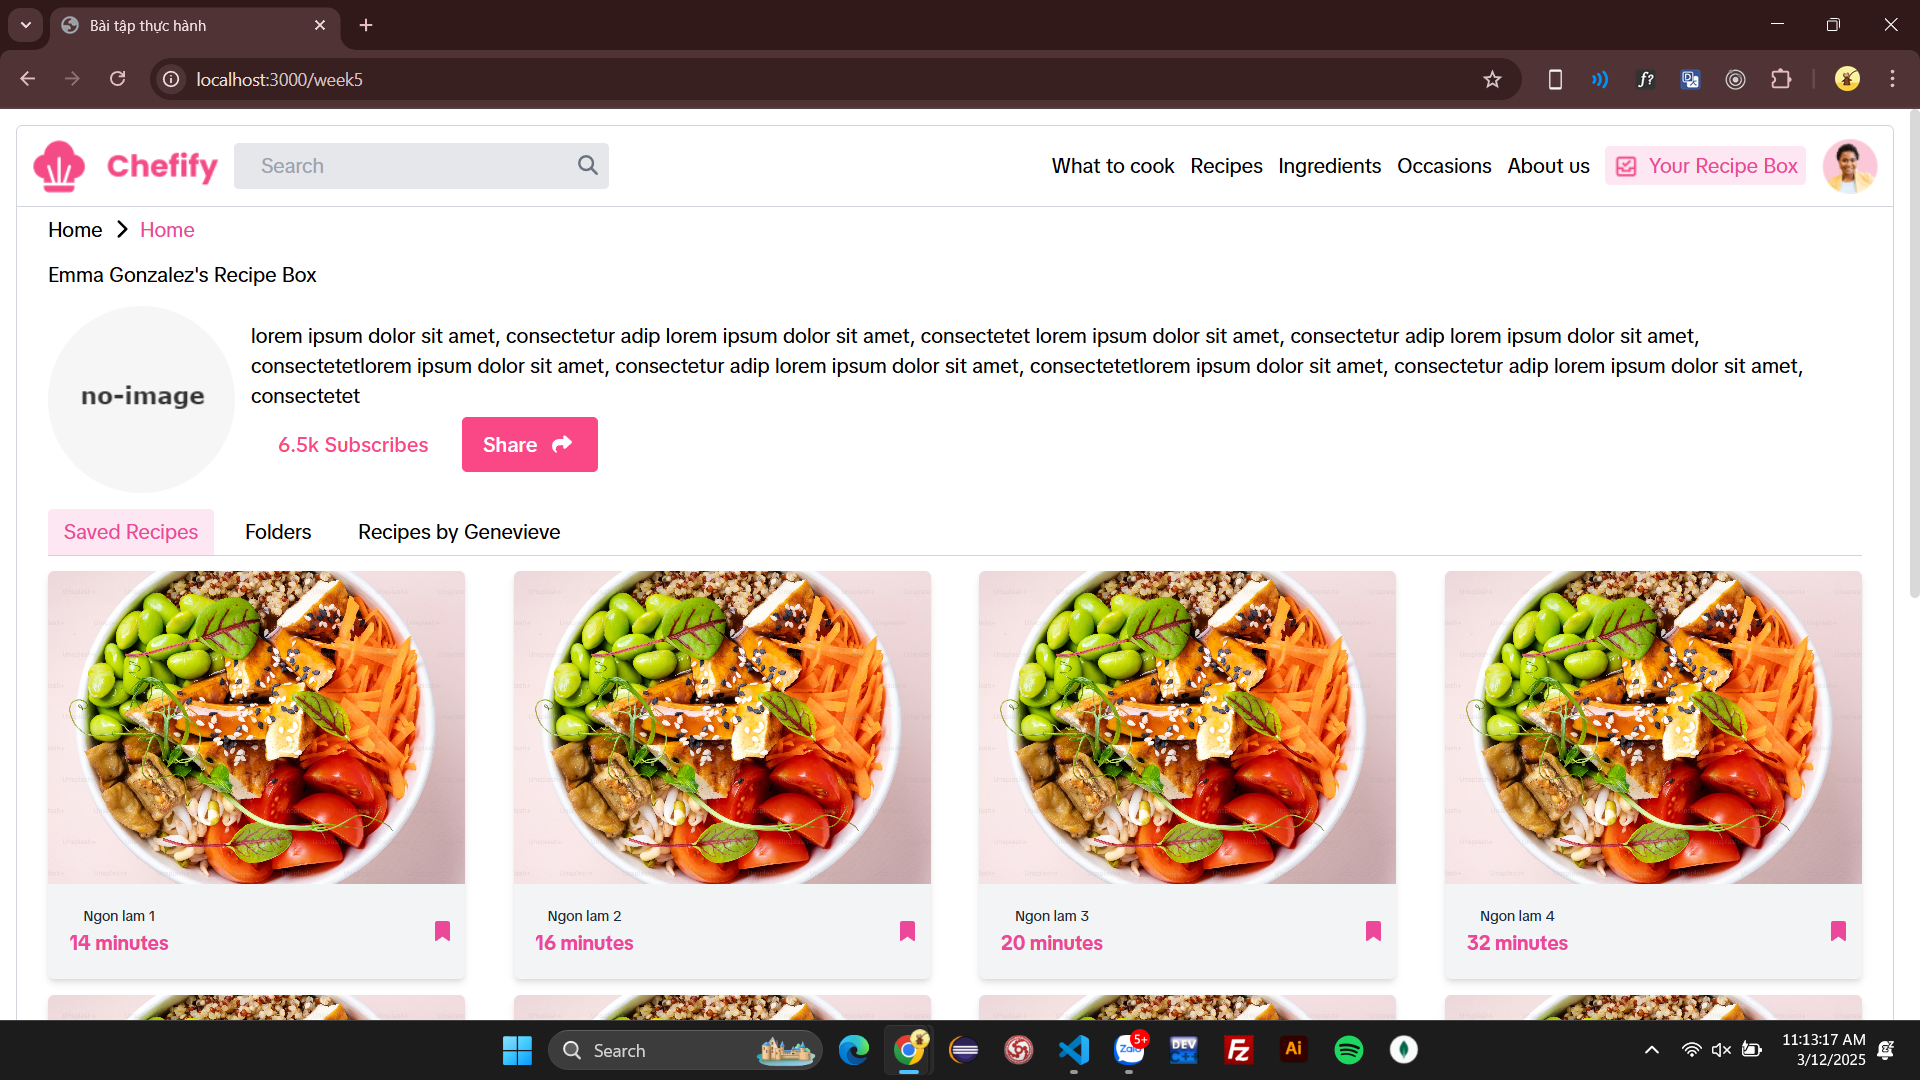 Bài tập thực hành
localhost:3000/week5
Chefify
Search
What to cook Recipes Ingredients Occasions About us Your Recipe Box
Home Home
Emma Gonzalez's Recipe Box
no-image
lorem ipsum dolor sit amet, consectetur adip lorem ipsum dolor sit amet, consectetet lorem ipsum dolor sit amet, consectetur adip lorem ipsum dolor sit amet,
consectetetlorem ipsum dolor sit amet, consectetur adip lorem ipsum dolor sit amet, consectetetlorem ipsum dolor sit amet, consectetur adip lorem ipsum dolor sit amet,
consectetet
6.5k Subscribes Share
Saved Recipes Folders Recipes by Genevieve
Ngon lam 1
14 minutes
Ngon lam 2
16 minutes
Ngon lam 3
20 minutes
Ngon lam 4
32 minutes
Search
Zalo
5+
DEV
Fz
Ai
11:13:17 AM
3/12/2025